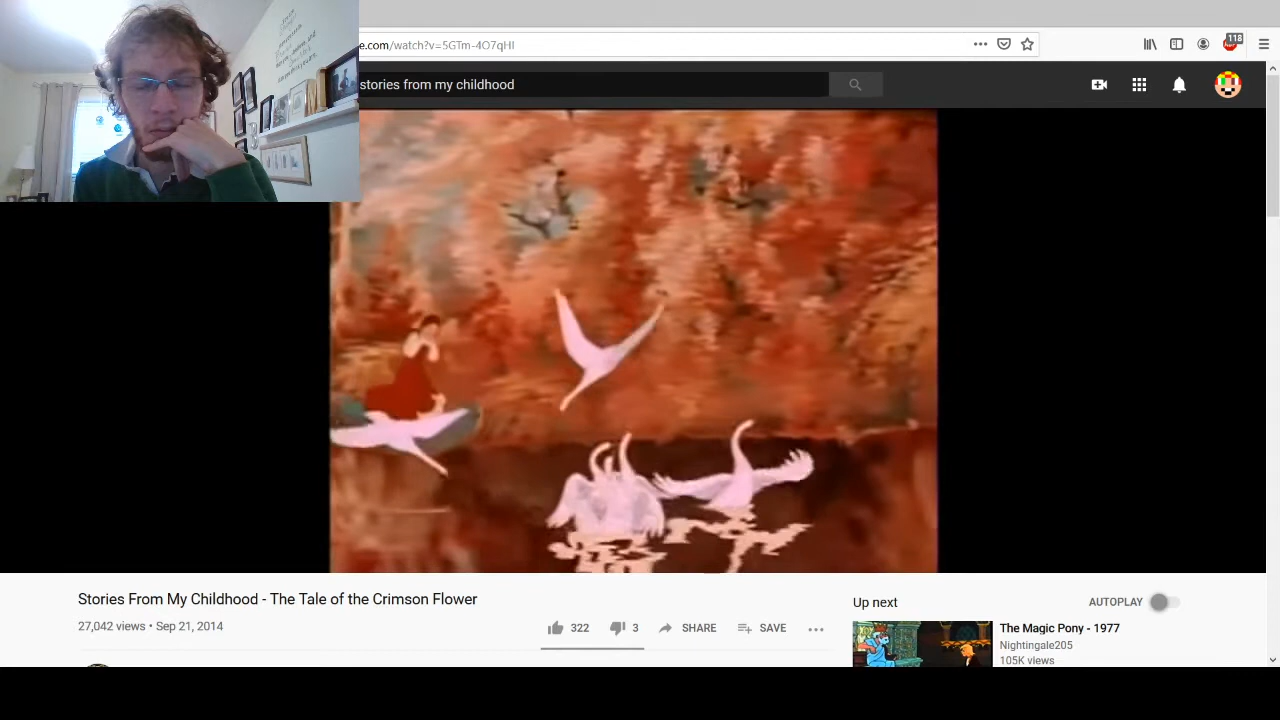 e.com/watch?v=5GTm-4O7qHI
118
stories from my childhood
Stories From My Childhood - The Tale of the Crimson Flower
27,042 views • Sep 21, 2014
322
3
SHARE
SAVE
Up next
AUTOPLAY
The Magic Pony - 1977
Nightingale205
105K views